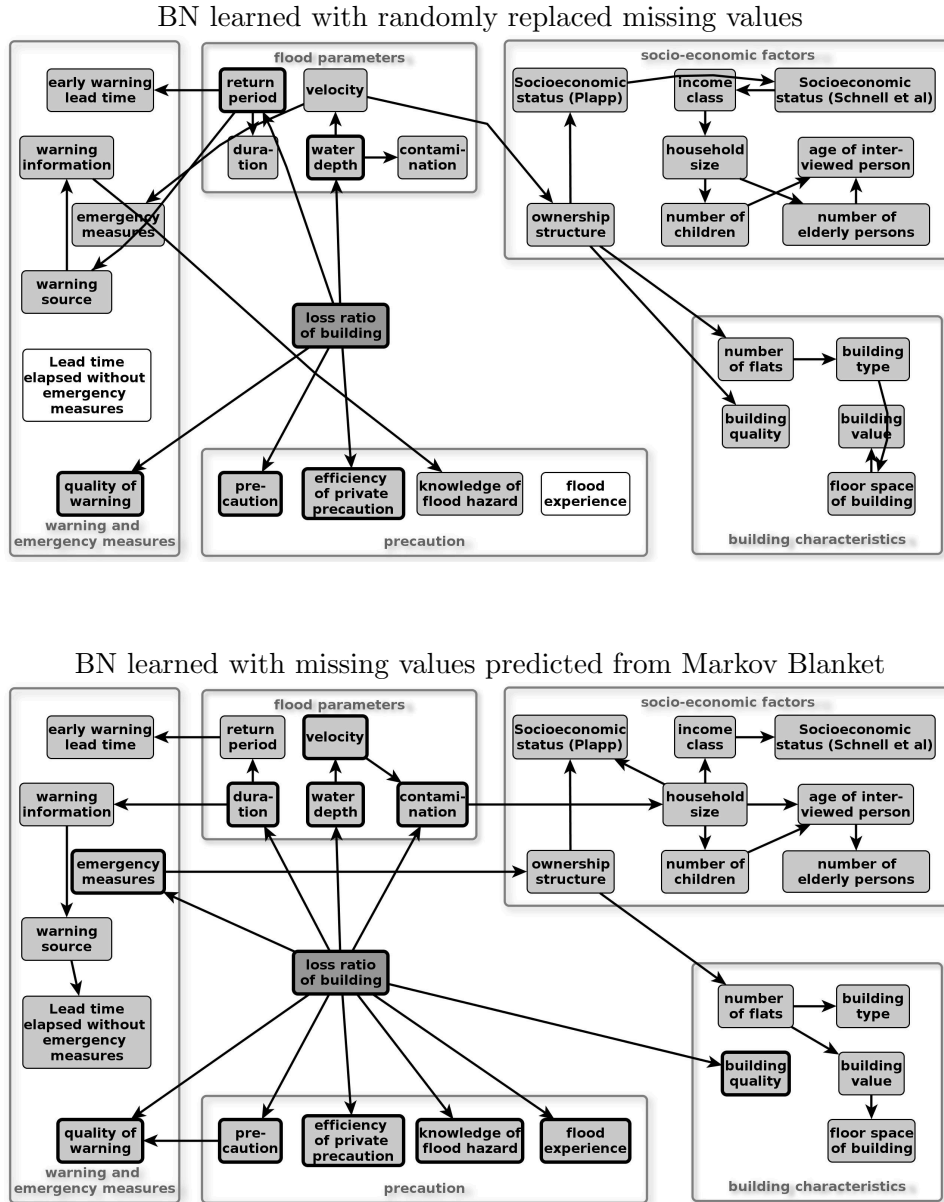 BN learned with randomly replaced missing values
flood parameters
socio-economic factors
early warning
lead time
return
period
velocity
Socioeconomic
status (Plapp)
income
class
Socioeconomic
status (Schnell et al)
warning
information
dura-
tion
water
depth
contami-
nation
household
size
age of inter-
viewed person
emergency
measures
ownership
structure
number of
children
number of
elderly persons
warning
source
loss ratio
of building
Lead time
elapsed without
emergency
measures
number
of flats
building
type
building
quality
building
value
quality of
warning
pre-
caution
efficiency
of private
precaution
knowledge of
flood hazard
flood
experience
floor space
of building
warning and
emergency measures
precaution
building characteristics
BN learned with missing values predicted from Markov Blanket
flood parameters
socio-economic factors
early warning
lead time
return
period
velocity
Socioeconomic
status (Plapp)
income
class
Socioeconomic
status (Schnell et al)
warning
information
dura-
tion
water
depth
contami-
nation
household
size
age of inter-
viewed person
emergency
measures
ownership
structure
number of
children
number of
elderly persons
warning
source
loss ratio
of building
Lead time
elapsed without
emergency
measures
number
of flats
building
type
building
quality
building
value
quality of
warning
pre-
caution
efficiency
of private
precaution
knowledge of
flood hazard
flood
experience
floor space
of building
warning and
emergency measures
precaution
building characteristics